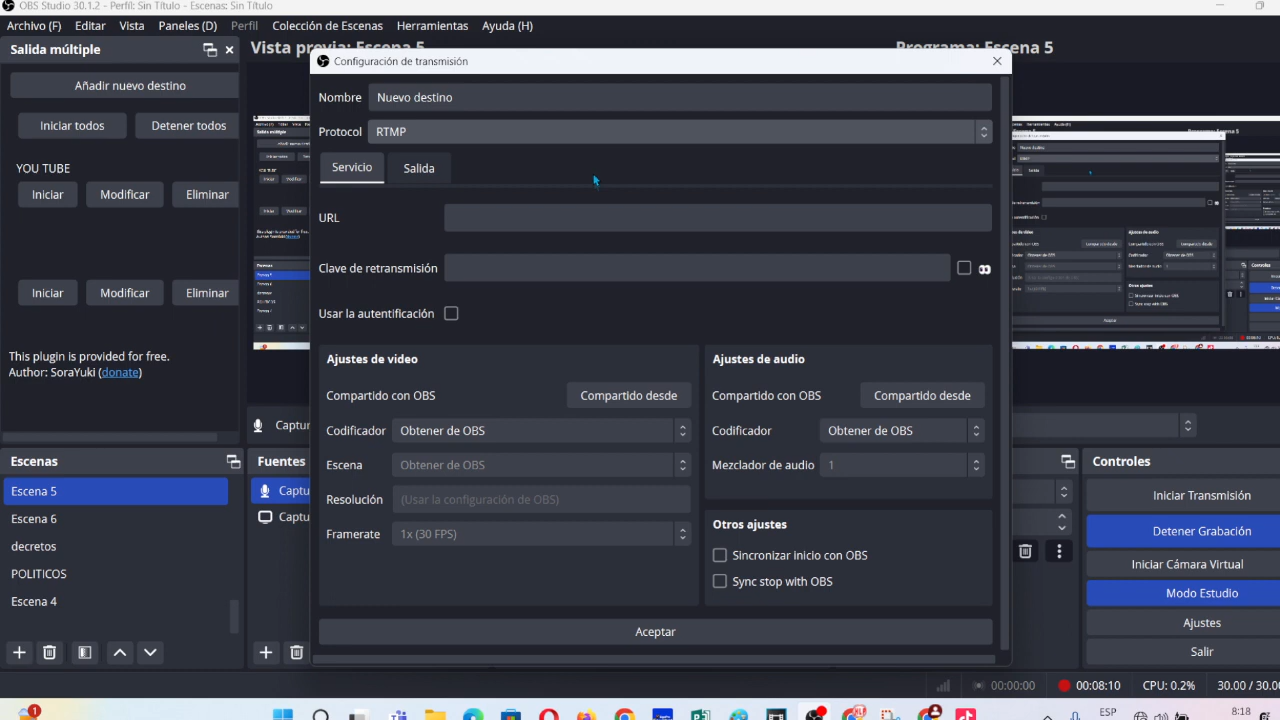 OBS Studio 30.1.2 - Perfil: Sin Título - Escenas: Sin Título
Archivo (F) Editar Vista Paneles (D) Perfil Colección de Escenas Herramientas Ayuda (H)
Salida múltiple
Vista previa: Escena 5
Programa: Escena 5
Añadir nuevo destino
Iniciar todos Detener todos
YOU TUBE
Iniciar Modificar Eliminar
Iniciar Modificar Eliminar
This plugin is provided for free.
Author: SoraYuki (donate)
Configuración de transmisión
Nombre Nuevo destino
Protocol RTMP
Servicio Salida
URL
Clave de retransmisión
Usar la autentificación
Ajustes de video
Compartido con OBS Compartido desde
Codificador Obtener de OBS
Escena Obtener de OBS
Resolución (Usar la configuración de OBS)
Framerate 1x (30 FPS)
Ajustes de audio
Compartido con OBS Compartido desde
Codificador Obtener de OBS
Mezclador de audio 1
Otros ajustes
Sincronizar inicio con OBS
Sync stop with OBS
Aceptar
Escenas
Escena 5
Escena 6
decretos
POLITICOS
Escena 4
Fuentes
Captu
Captu
Captu
Controles
Iniciar Transmisión
Detener Grabación
Iniciar Cámara Virtual
Modo Estudio
Ajustes
Salir
00:00:00 00:08:10 CPU: 0.2% 30.00 / 30.0
1
ESP 8:18